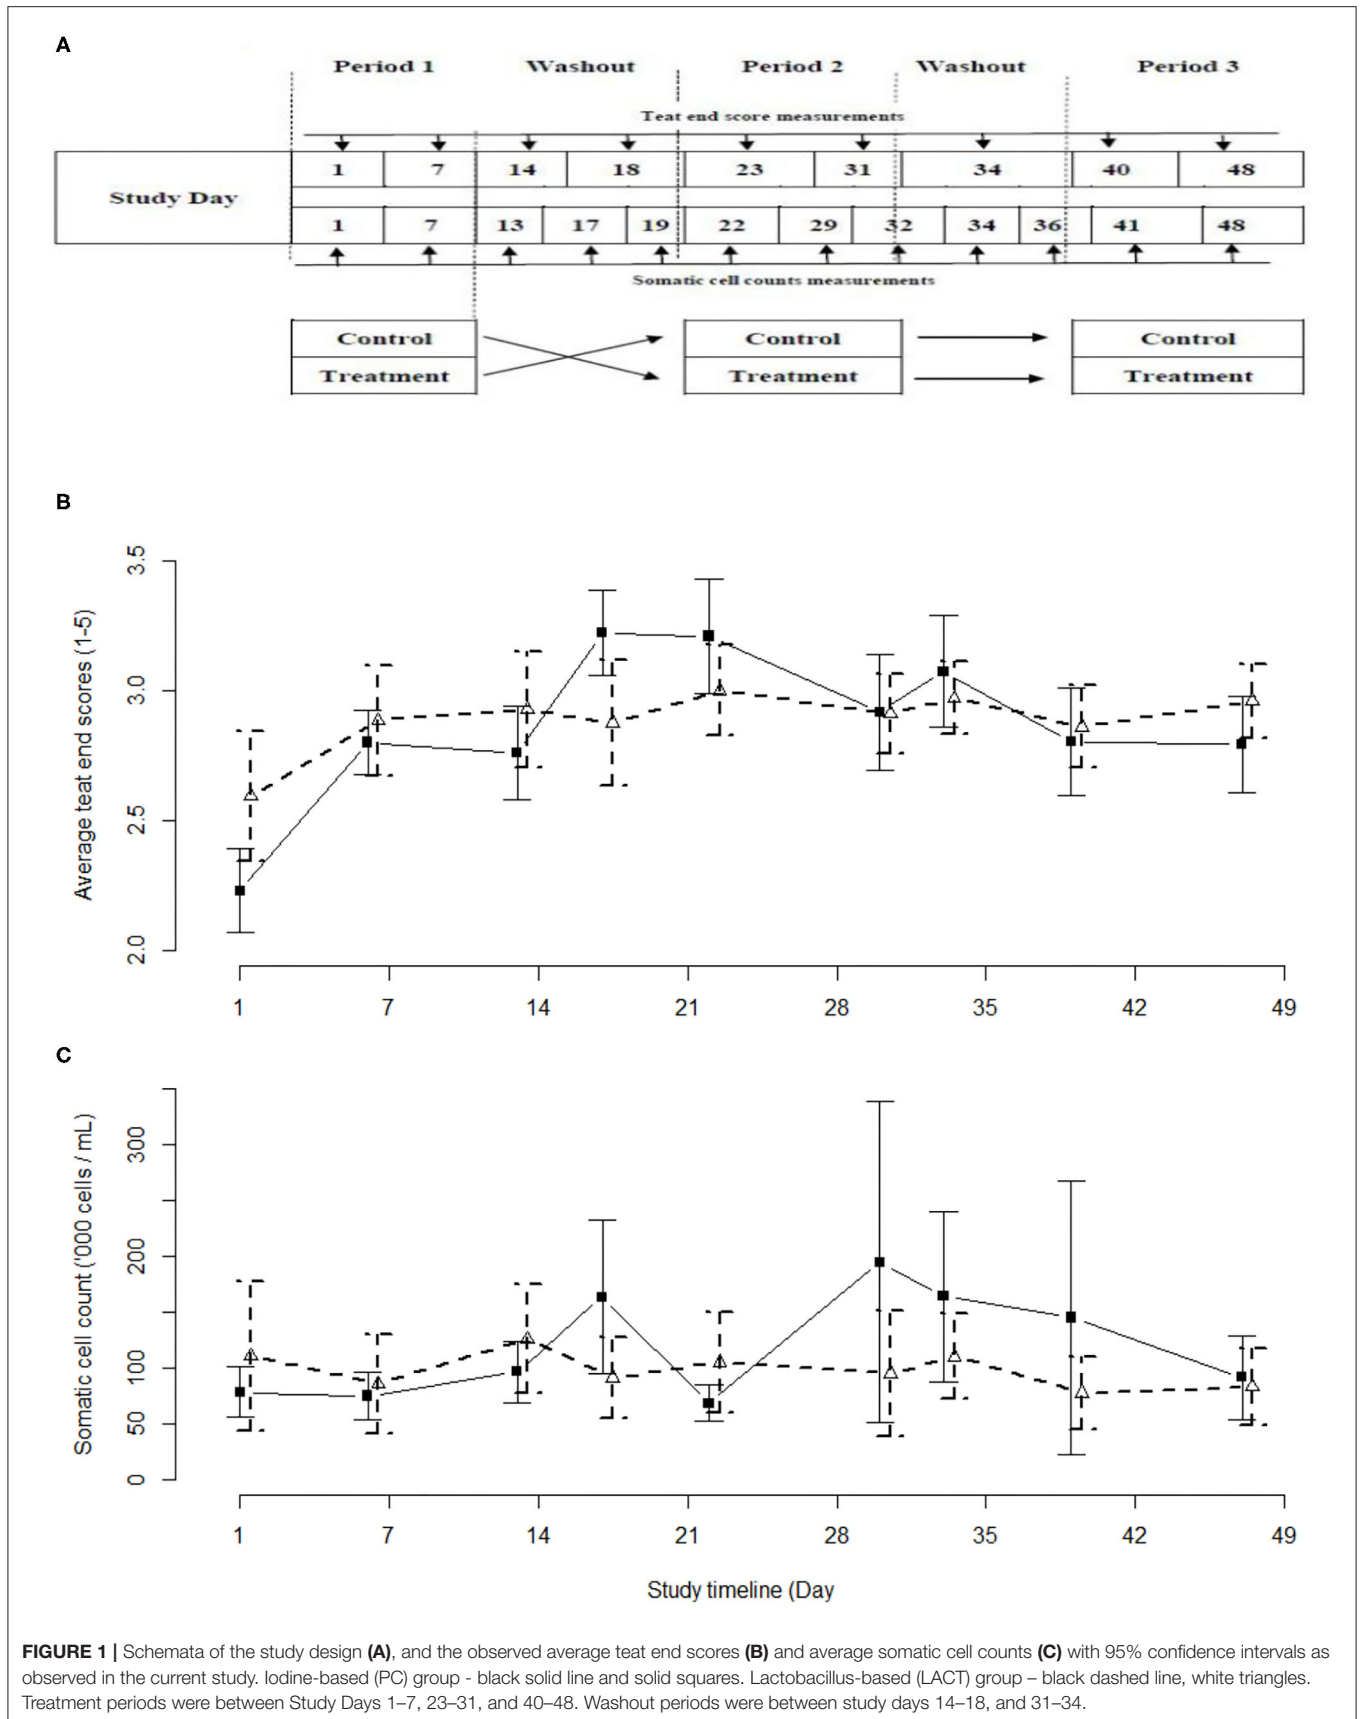 A
Period 1 Washout Period 2 Washout Period 3
Teat end score measurements
1 7 14 18 23 31 34 40 48
Study Day
1 7 13 17 19 22 29 32 34 36 41 48
Somatic cell counts measurements
Control Control Control
Treatment Treatment Treatment
B
Average teat end scores (1-5)
3.5
3.0
2.5
2.0
1 7 14 21 28 35 42 49
C
Somatic cell count ('000 cells / mL)
300
200
100
50
0
1 7 14 21 28 35 42 49
Study timeline (Day
FIGURE 1 | Schemata of the study design (A), and the observed average teat end scores (B) and average somatic cell counts (C) with 95% confidence intervals as
observed in the current study. Iodine-based (PC) group - black solid line and solid squares. Lactobacillus-based (LACT) group – black dashed line, white triangles.
Treatment periods were between Study Days 1–7, 23–31, and 40–48. Washout periods were between study days 14–18, and 31–34.